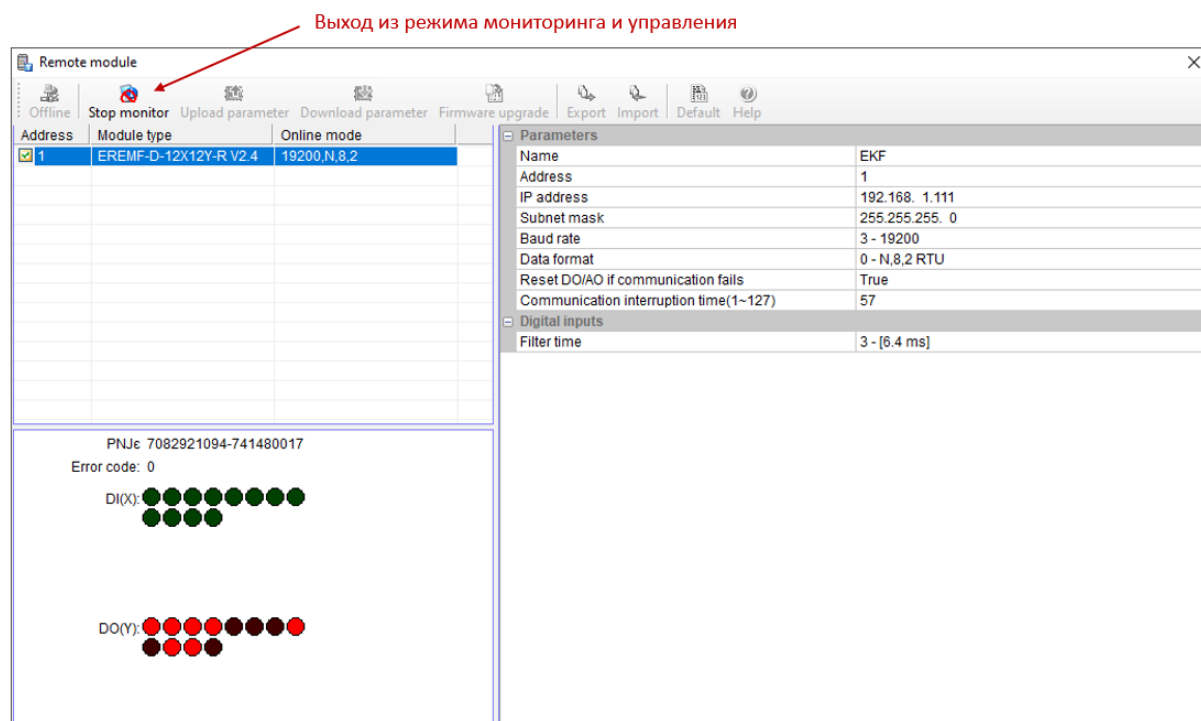 Выход из режима мониторинга и управления
Remote module
Offline Stop monitor Upload parameter Download parameter Firmware upgrade Export Import Default Help
Address Module type Online mode
1 EREMF-D-12X12Y-R V2.4 19200,N,8,2
Parameters
Name EKF
Address 1
IP address 192.168. 1.111
Subnet mask 255.255.255. 0
Baud rate 3 - 19200
Data format 0 - N,8,2 RTU
Reset DO/AO if communication fails True
Communication interruption time(1~127) 57
Digital inputs
Filter time 3 - [6.4 ms]
PNJє 7082921094-741480017
Error code: 0
DI(X):
DO(Y):